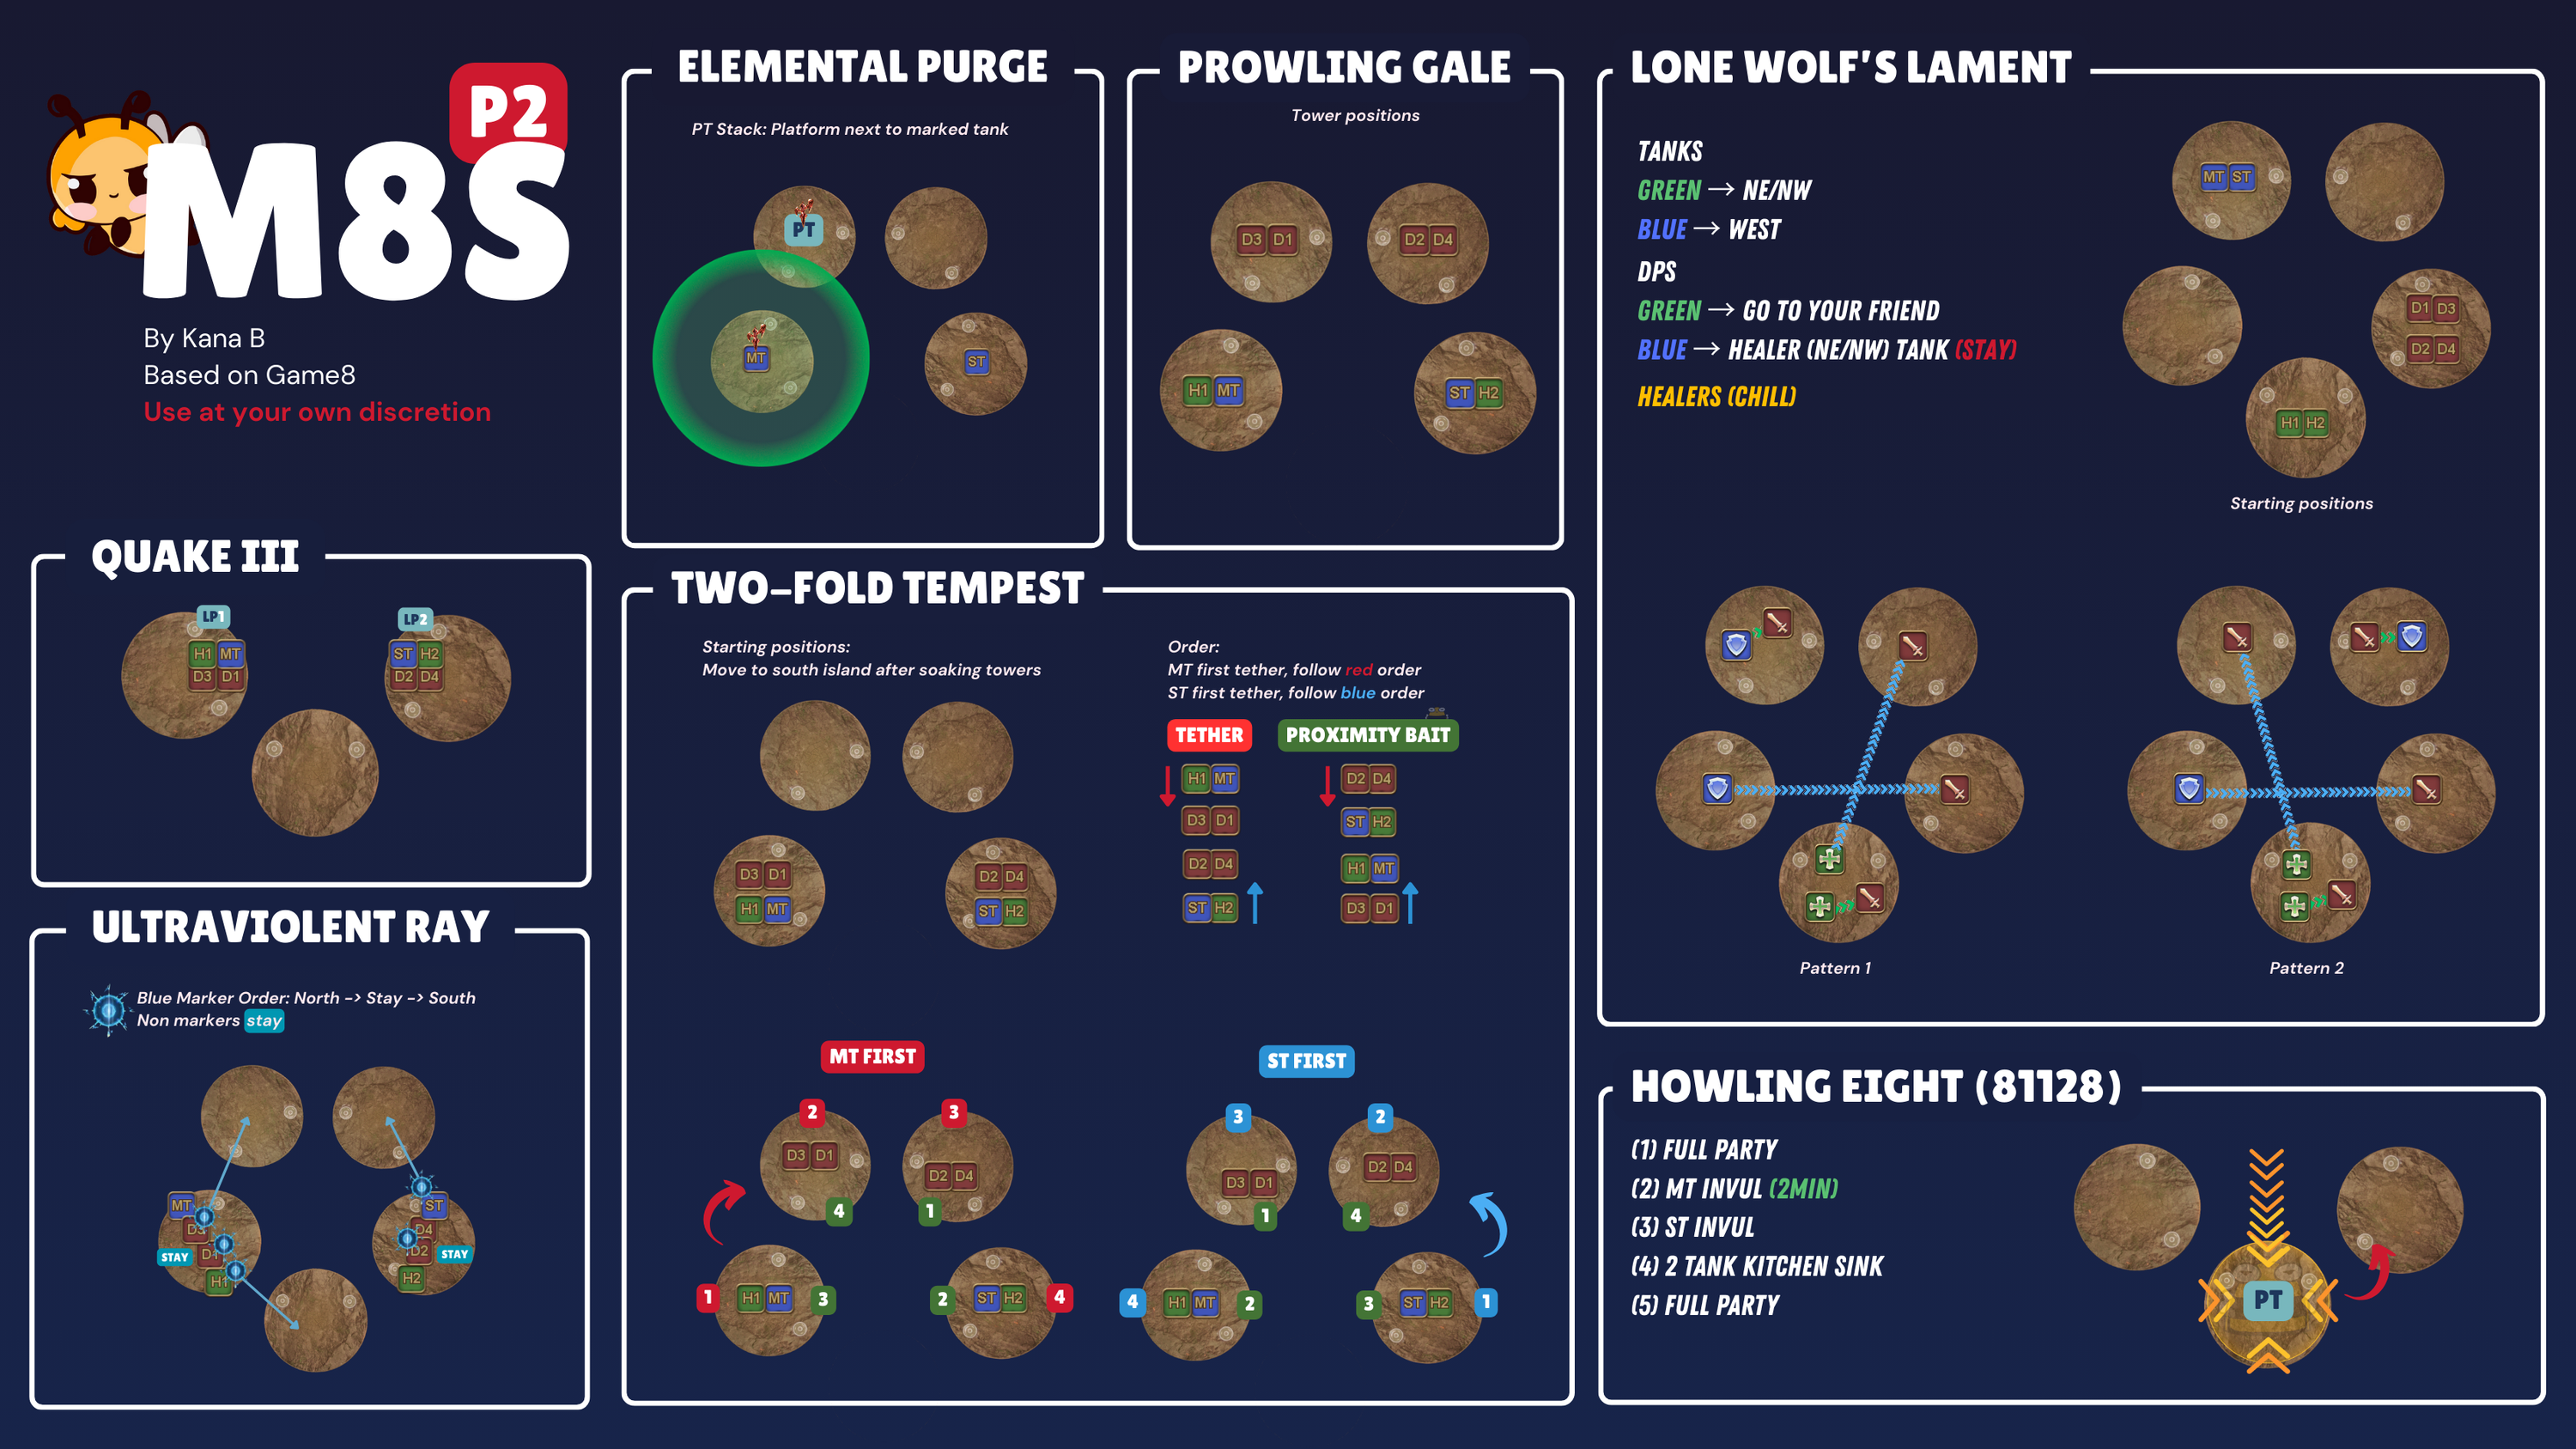 P2
M8S
By Kana B
Based on Game8
Use at your own discretion
QUAKE III
LP1
LP2
H1 MT
D3 D1
ST H2
D2 D4
ULTRAVIOLENT RAY
Blue Marker Order: North -> Stay -> South
Non markers stay
MT
D3
STAY
D1
H1
ST
D4
D2
STAY
H2
ELEMENTAL PURGE
PT Stack: Platform next to marked tank
PT
MT
ST
PROWLING GALE
Tower positions
D3 D1
D2 D4
H1 MT
ST H2
TWO-FOLD TEMPEST
Starting positions:
Move to south island after soaking towers
D3 D1
H1 MT
D2 D4
ST H2
Order:
MT first tether, follow red order
ST first tether, follow blue order
TETHER
PROXIMITY BAIT
H1 MT
D2 D4
D3 D1
ST H2
D2 D4
H1 MT
ST H2
D3 D1
MT FIRST
2
3
D3 D1
D2 D4
4
1
1
H1 MT
3
2
ST H2
4
ST FIRST
3
2
D3 D1
D2 D4
1
4
4
H1 MT
2
3
ST H2
1
LONE WOLF'S LAMENT
TANKS
GREEN → NE/NW
BLUE → WEST
DPS
GREEN → GO TO YOUR FRIEND
BLUE → HEALER (NE/NW) TANK (STAY)
HEALERS (CHILL)
MT ST
D1 D3
D2 D4
H1 H2
Starting positions
Pattern 1
Pattern 2
HOWLING EIGHT (81128)
(1) FULL PARTY
(2) MT INVUL (2MIN)
(3) ST INVUL
(4) 2 TANK KITCHEN SINK
(5) FULL PARTY
PT